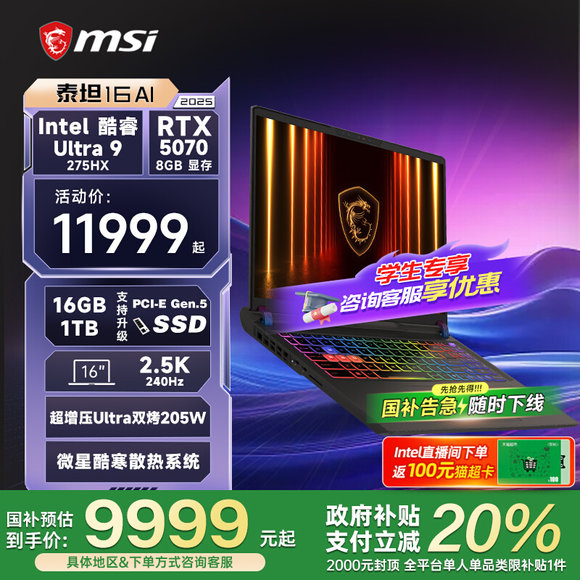 msi
泰坦16 AI
2025
Intel 酷睿
Ultra 9
275HX
RTX
5070
8GB 显存
活动价：
11999起
16GB
1TB
支持升级
PCI-E Gen.5
SSD
16"
2.5K
240Hz
超增压Ultra双烤205W
微星酷寒散热系统
学生专享
咨询客服享优惠
先抢先得!!!
国补告急 随时下线
Intel直播间下单
返100元猫超卡
¥100
国补预估
到手价：
9999元起
具体地区&下单方式咨询客服
政府补贴
支付立减
20%
2000元封顶 全平台单人单品类限补贴1件